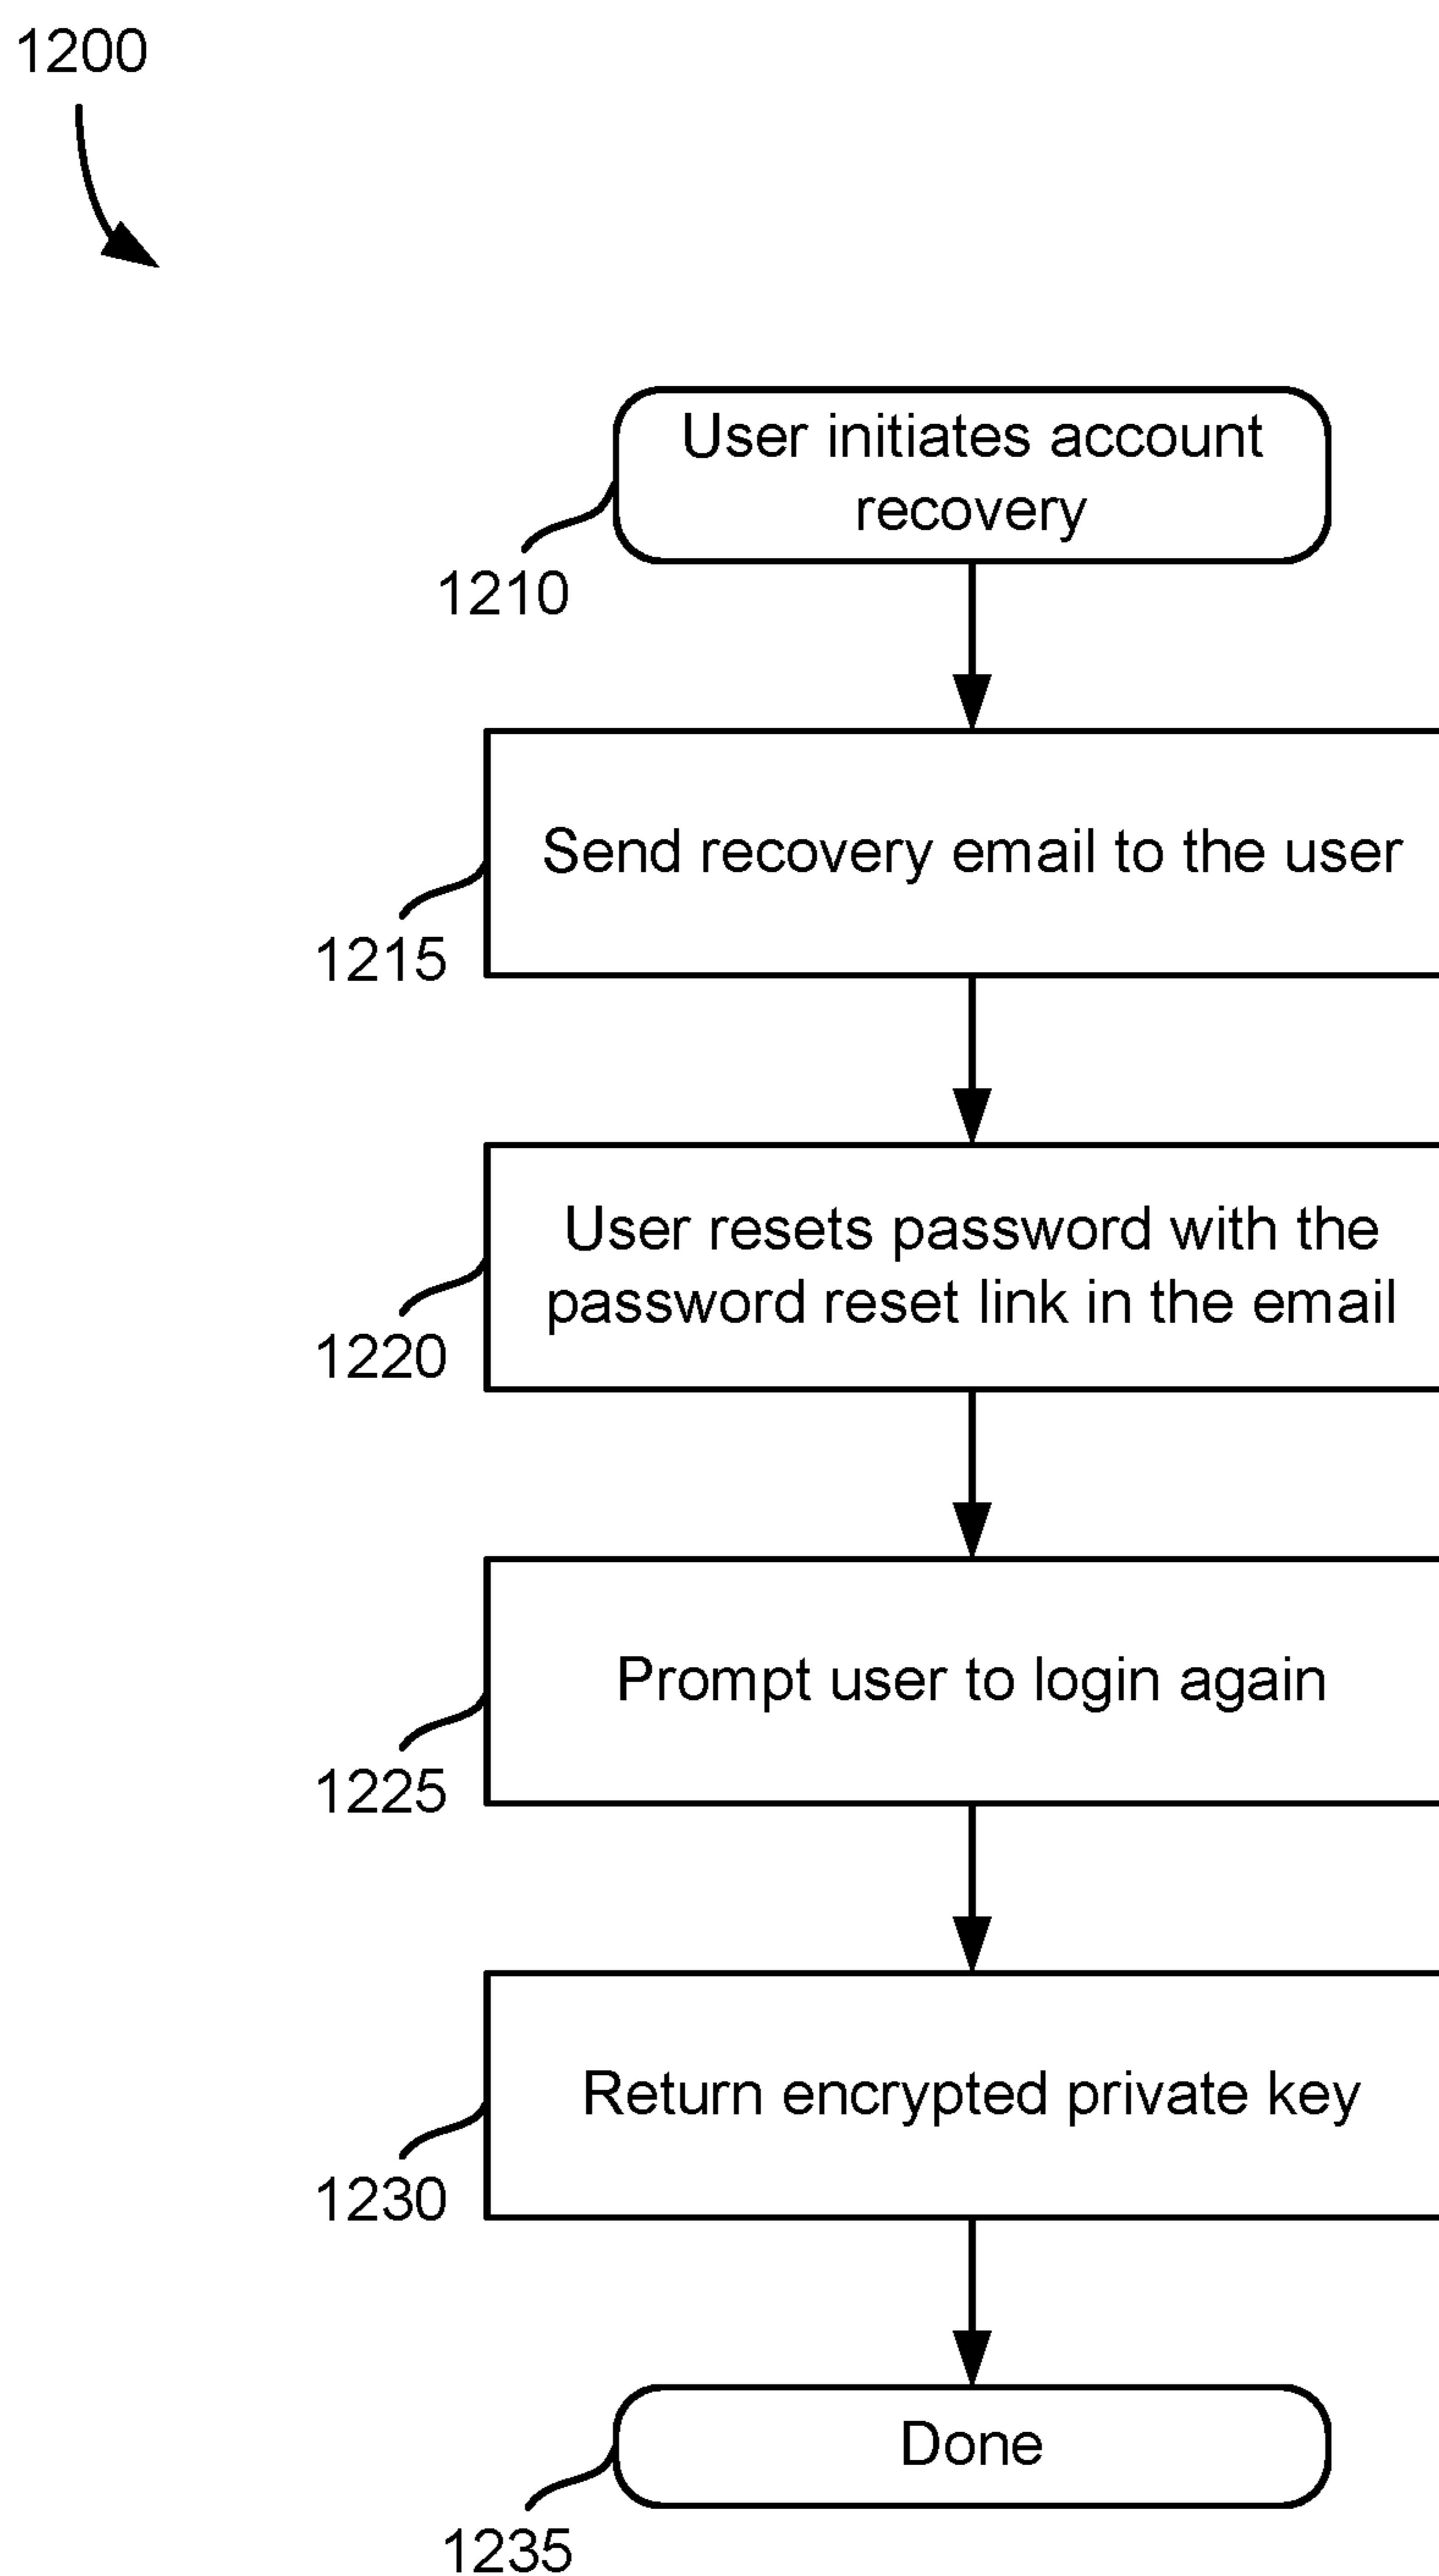 1200
User initiates account
recovery
1210
Send recovery email to the user
1215
User resets password with the
password reset link in the email
1220
Prompt user to login again
1225
Return encrypted private key
1230
Done
1235